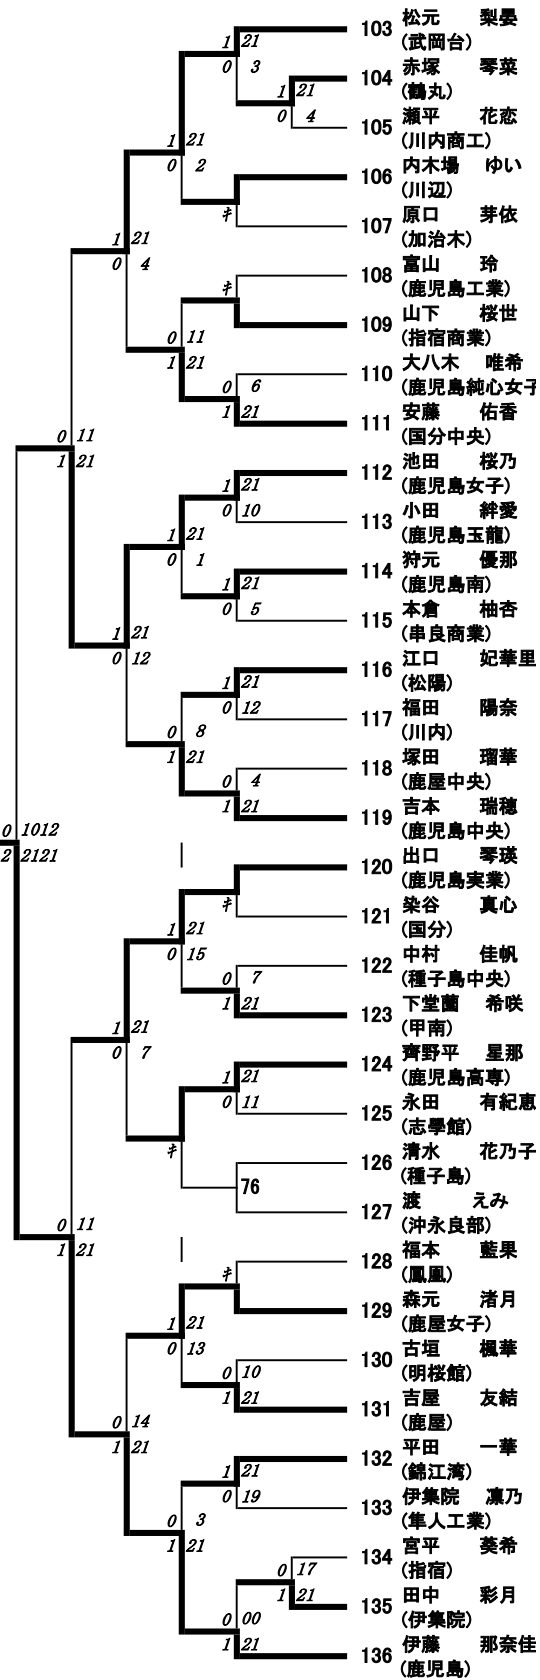 103 松元 梨晏
1 21 (武岡台)
0 3
104 赤塚 琴菜
1 21 (鶴丸)
0 4
105 瀬平 花恋
1 21 (川内商工)
0 2
106 内木場 ゆい
(川辺)
キ
107 原口 芽依
1 21 (加治木)
0 4
108 富山 玲
キ (鹿児島工業)
109 山下 桜世
0 11 (指宿商業)
1 21
110 大八木 唯希
0 6 (鹿児島純心女子
1 21
111 安藤 佑香
0 11 (国分中央)
1 21
112 池田 桜乃
1 21 (鹿児島女子)
0 10
113 小田 絆愛
1 21 (鹿児島玉龍)
0 1
114 狩元 優那
1 21 (鹿児島南)
0 5
115 本倉 柚杏
1 21 (串良商業)
0 12
116 江口 妃華里
1 21 (松陽)
0 12
117 福田 陽奈
0 8 (川内)
1 21
118 塚田 瑠華
0 4 (鹿屋中央)
1 21
119 吉本 瑞穂
0 1012 (鹿児島中央)
2 2121
120 出口 琴瑛
(鹿児島実業)
キ
121 染谷 真心
1 21 (国分)
0 15
122 中村 佳帆
0 7 (種子島中央)
1 21
123 下堂薗 希咲
1 21 (甲南)
0 7
124 齊野平 星那
1 21 (鹿児島高専)
0 11
125 永田 有紀恵
キ (志學館)
126 清水 花乃子
(種子島)
76
127 渡 えみ
0 11 (沖永良部)
1 21
128 福本 藍果
キ (鳳凰)
129 森元 渚月
1 21 (鹿屋女子)
0 13
130 古垣 楓華
0 10 (明桜館)
1 21
131 吉屋 友結
0 14 (鹿屋)
1 21
132 平田 一華
1 21 (錦江湾)
0 19
133 伊集院 凜乃
0 3 (隼人工業)
1 21
134 宮平 葵希
0 17 (指宿)
1 21
135 田中 彩月
0 00 (伊集院)
1 21
136 伊藤 那奈佳
(鹿児島)